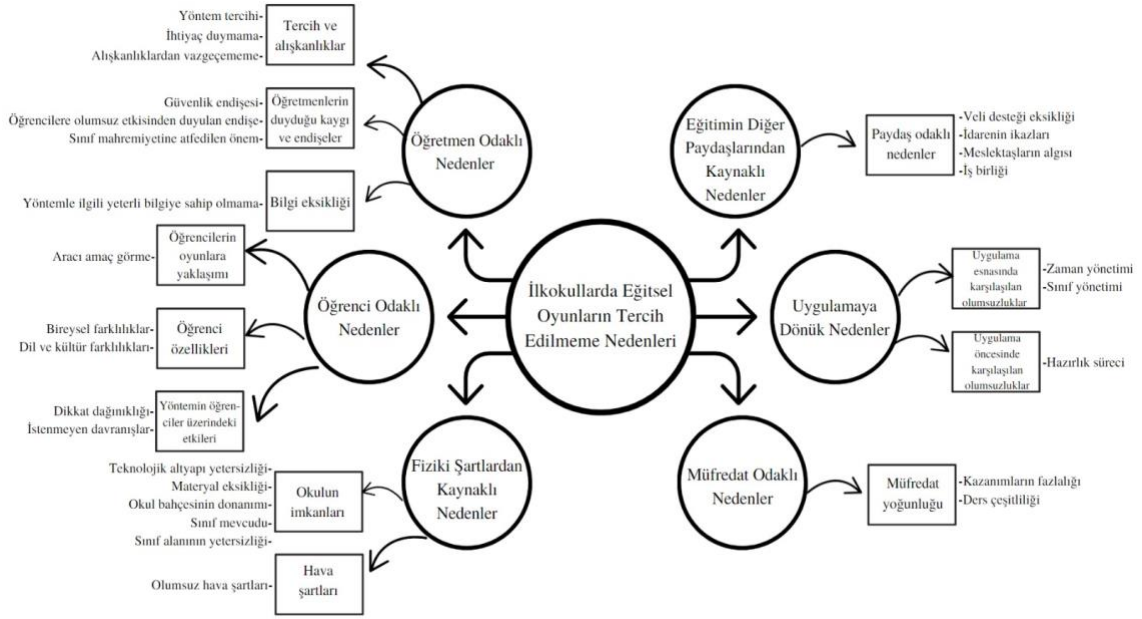 Yöntem tercihi-
İhtiyaç duymama-
Alışkanlıklardan vazgeçememe-
Tercih ve
alışkanlıklar
Güvenlik endişesi-
Öğrencilere olumsuz etkisinden duyulan endişe-
Sınıf mahremiyetine atfedilen önem-
Öğretmenlerin
duyduğu kaygı
ve endişeler
Yöntemle ilgili yeterli bilgiye sahip olmama-
Bilgi eksikliği
Öğretmen Odaklı
Nedenler
Aracı amaç görme-
Öğrencilerin
oyunlara
yaklaşımı
Bireysel farklılıklar-
Dil ve kültür farklılıkları-
Öğrenci
özellikleri
Dikkat dağınıklığı-
İstenmeyen davranışlar-
Yöntemin öğren-
ciler üzerindeki
etkileri
Öğrenci Odaklı
Nedenler
Teknolojik altyapı yetersizliği-
Materyal eksikliği-
Okul bahçesinin donanımı-
Sınıf mevcudu-
Sınıf alanının yetersizliği-
Okulun
imkanları
Olumsuz hava şartları-
Hava
şartları
Fiziki Şartlardan
Kaynaklı
Nedenler
İlkokullarda Eğitsel
Oyunların Tercih
Edilmeme Nedenleri
Eğitimin Diğer
Paydaşlarından
Kaynaklı
Nedenler
Paydaş odaklı
nedenler
-Veli desteği eksikliği
-İdarenin ikazları
-Meslektaşların algısı
-İş birliği
Uygulamaya
Dönük Nedenler
Uygulama
esnasında
karşılaşılan
olumsuzluklar
-Zaman yönetimi
-Sınıf yönetimi
Uygulama
öncesinde
karşılaşılan
olumsuzluklar
-Hazırlık süreci
Müfredat Odaklı
Nedenler
Müfredat
yoğunluğu
-Kazanımların fazlalığı
-Ders çeşitliliği